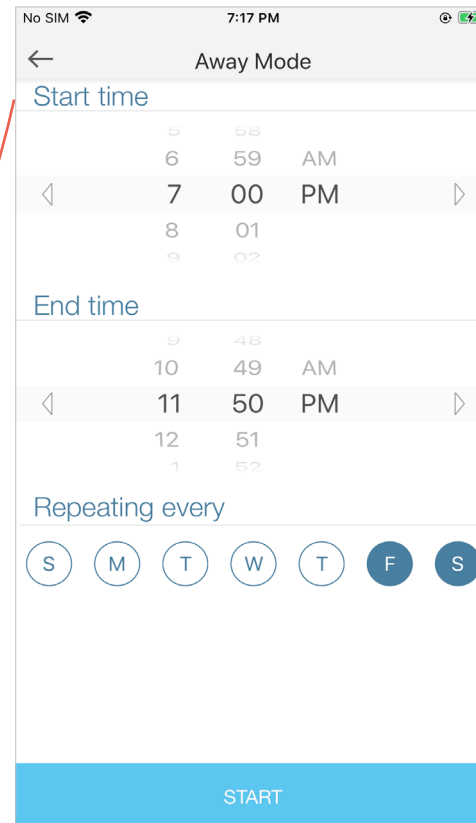 No SIM 7:17 PM
Away Mode
Start time
5 58
6 59 AM
7 00 PM
8 01
9 02
End time
9 48
10 49 AM
11 50 PM
12 51
1 52
Repeating every
S M T W T F S
START